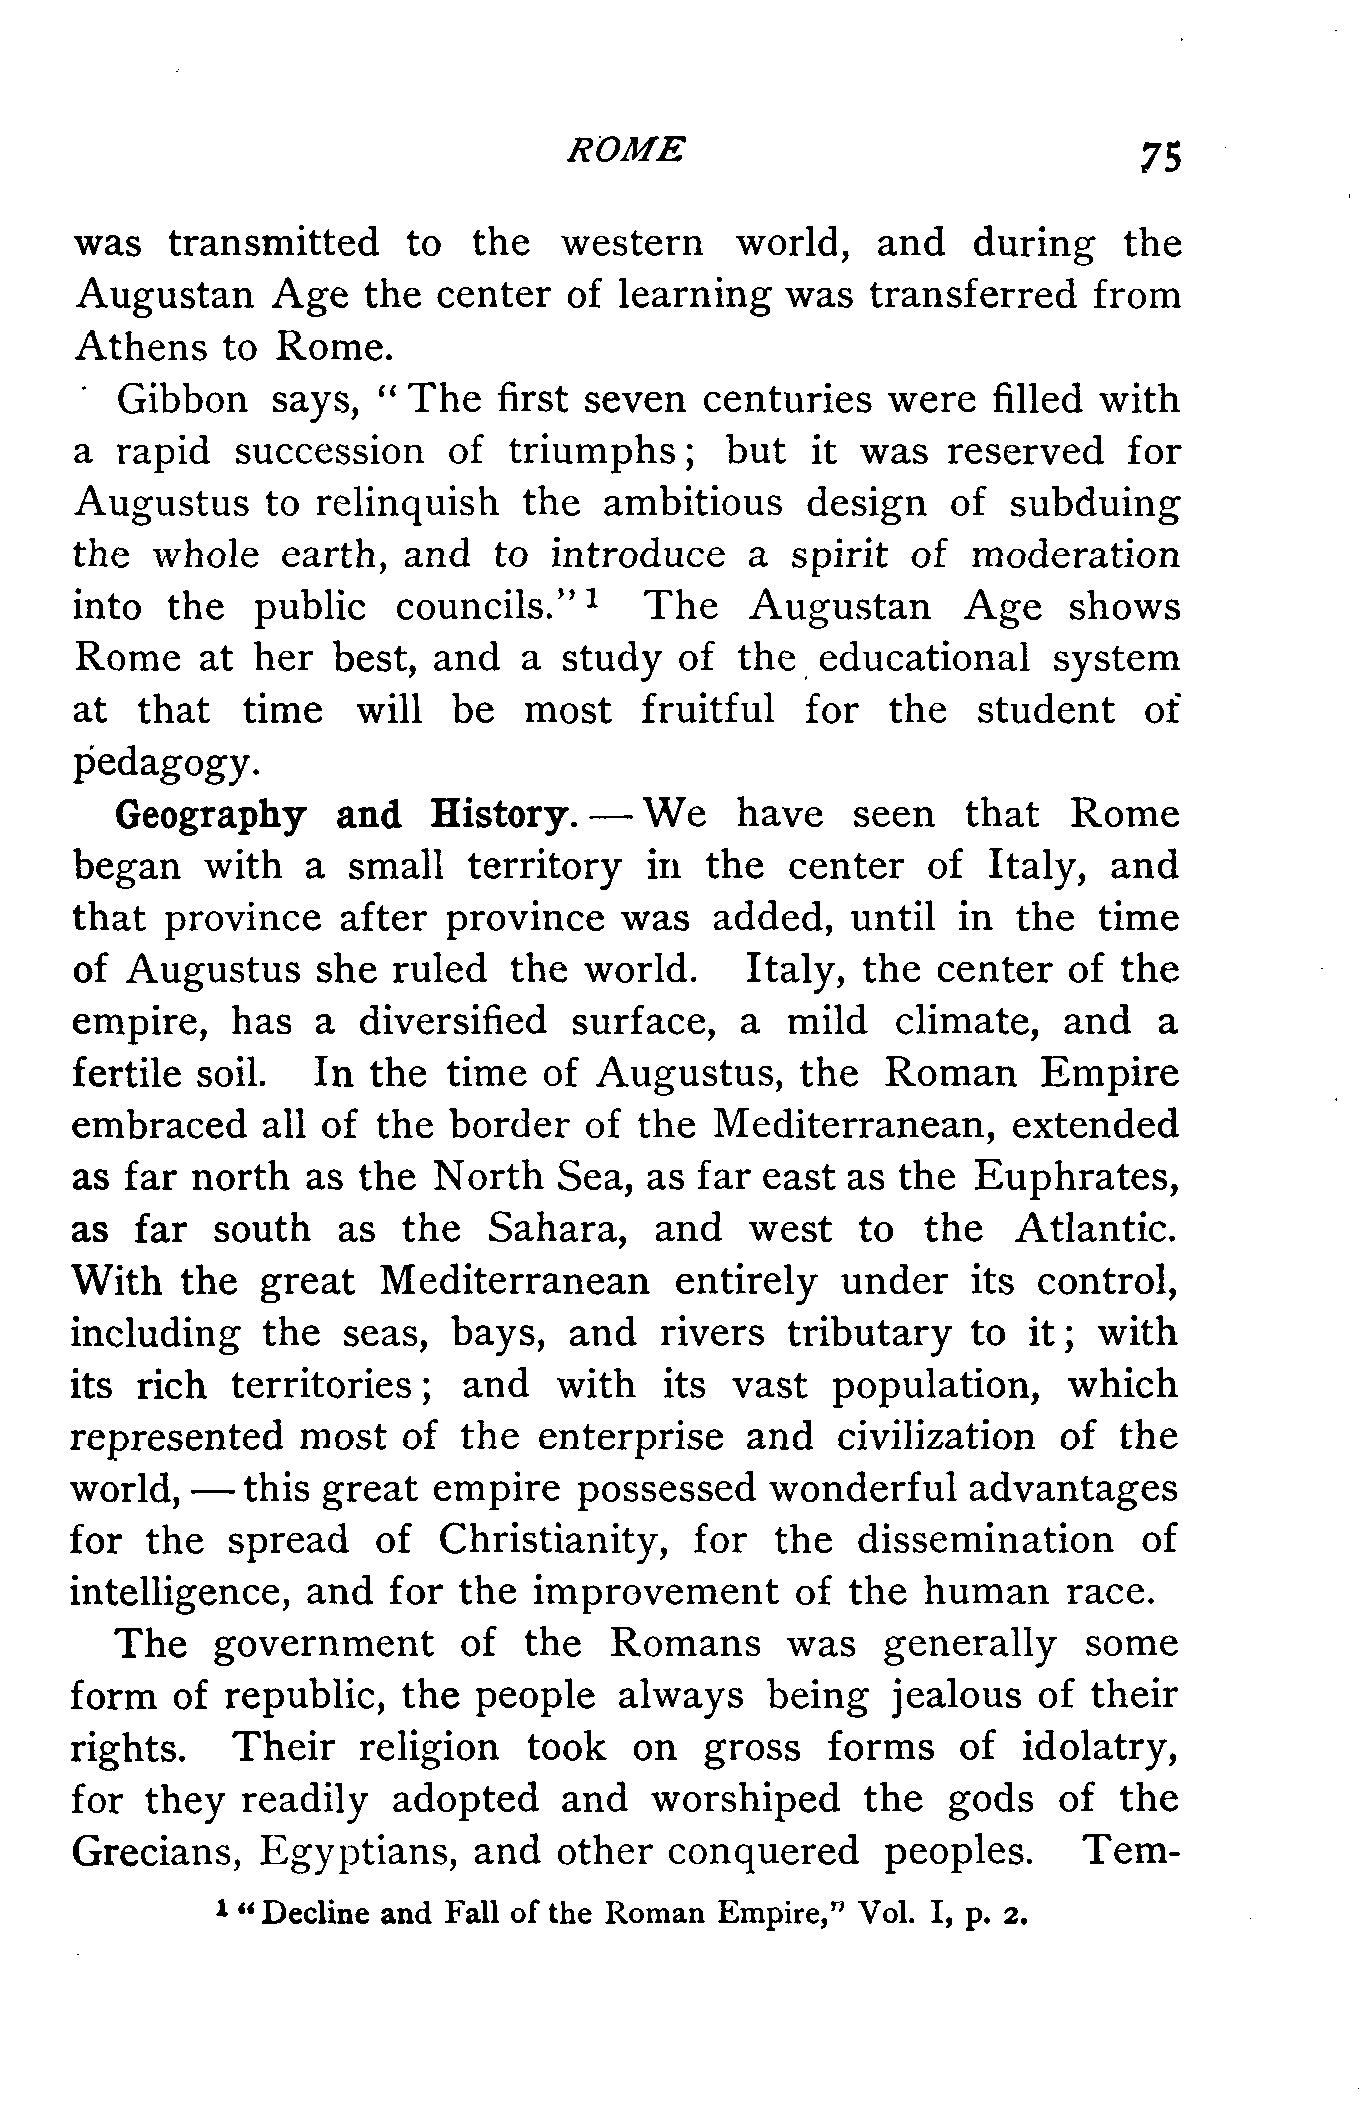 ROME 75
was transmitted to the western world, and during the
Augustan Age the center of learning was transferred from
Athens to Rome.
Gibbon says, “The first seven centuries were filled with
a rapid succession of triumphs; but it was reserved for
Augustus to relinquish the ambitious design of subduing
the whole earth, and to introduce a spirit of moderation
into the public councils.”¹ The Augustan Age shows
Rome at her best, and a study of the educational system
at that time will be most fruitful for the student of
pedagogy.
Geography and History. — We have seen that Rome
began with a small territory in the center of Italy, and
that province after province was added, until in the time
of Augustus she ruled the world. Italy, the center of the
empire, has a diversified surface, a mild climate, and a
fertile soil. In the time of Augustus, the Roman Empire
embraced all of the border of the Mediterranean, extended
as far north as the North Sea, as far east as the Euphrates,
as far south as the Sahara, and west to the Atlantic.
With the great Mediterranean entirely under its control,
including the seas, bays, and rivers tributary to it; with
its rich territories; and with its vast population, which
represented most of the enterprise and civilization of the
world, — this great empire possessed wonderful advantages
for the spread of Christianity, for the dissemination of
intelligence, and for the improvement of the human race.
The government of the Romans was generally some
form of republic, the people always being jealous of their
rights. Their religion took on gross forms of idolatry,
for they readily adopted and worshiped the gods of the
Grecians, Egyptians, and other conquered peoples. Tem-
¹ “Decline and Fall of the Roman Empire,” Vol. I, p. 2.